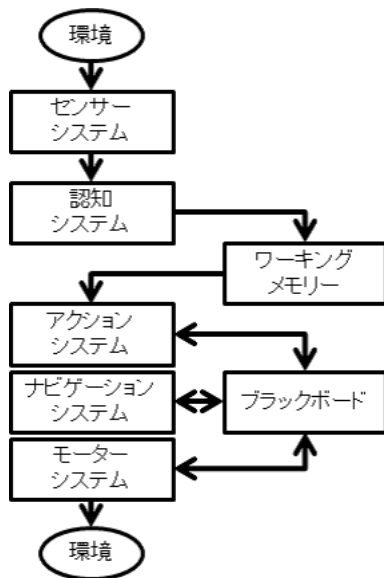 環境
センサー
システム
認知
システム
ワーキング
メモリー
アクション
システム
ナビゲーション
システム
ブラックボード
モーター
システム
環境